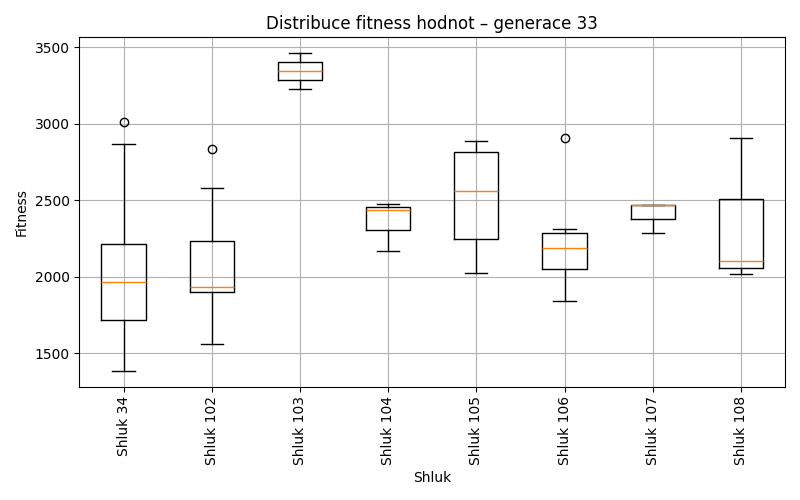 Distribuce fitness hodnot – generace 33
Fitness
3500
3000
2500
2000
1500
Shluk 34
Shluk 102
Shluk 103
Shluk 104
Shluk 105
Shluk 106
Shluk 107
Shluk 108
Shluk